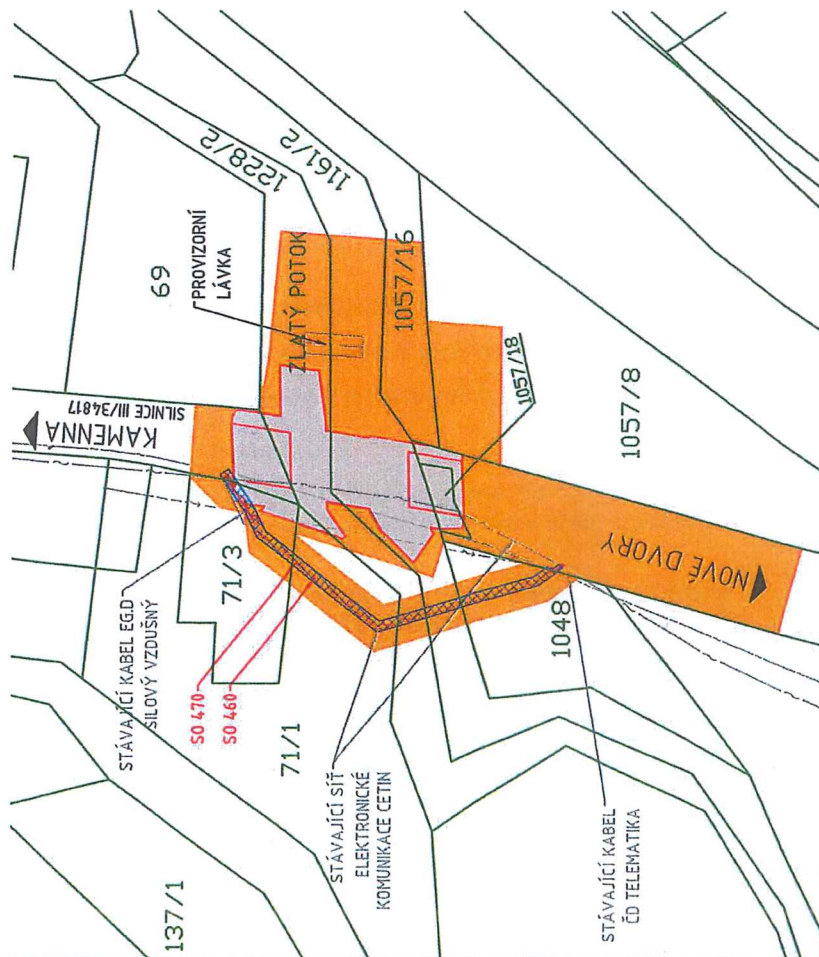 137/1
STÁVAJÍCÍ KABEL EG.D
SILOVÝ VZDUŠNÝ
71/3
SO 470
SO 460
71/1
STÁVAJÍCÍ SÍŤ
ELEKTRONICKÉ
KOMUNIKACE CETIN
STÁVAJÍCÍ KABEL
ČD TELEMATIKA
1048
KAMENNÁ
SILNICE III/34817
69
PROVIZORNÍ
LÁVKA
ZLATÝ POTOK
1228/2
1161/2
1057/16
1057/18
1057/8
NOVÉ DVORY